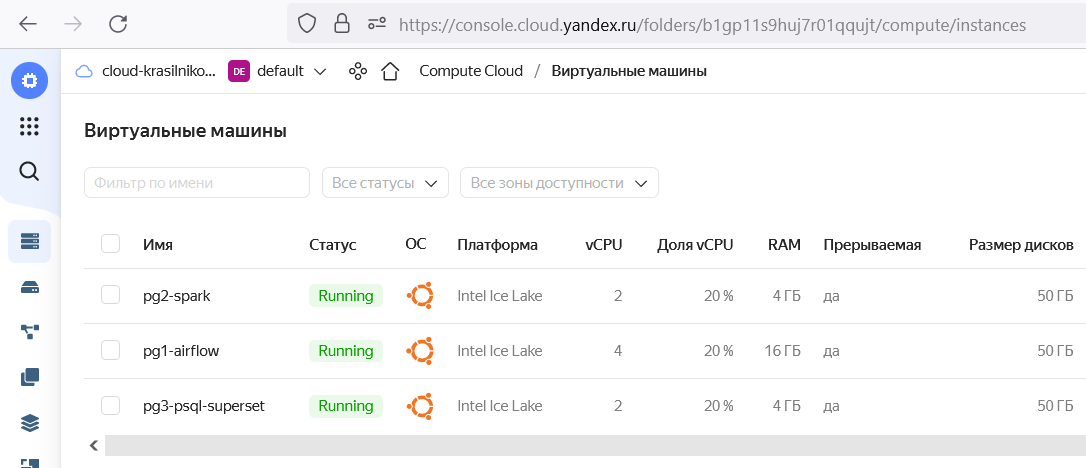 https://console.cloud.yandex.ru/folders/b1gp11s9huj7r01qqujt/compute/instances
cloud-krasilniko... DE default Compute Cloud / Виртуальные машины
Виртуальные машины
Фильтр по имени Все статусы Все зоны доступности
Имя Статус ОС Платформа vCPU Доля vCPU RAM Прерываемая Размер дисков
pg2-spark Running Intel Ice Lake 2 20 % 4 ГБ да 50 ГБ
pg1-airflow Running Intel Ice Lake 4 20 % 16 ГБ да 50 ГБ
pg3-psql-superset Running Intel Ice Lake 2 20 % 4 ГБ да 50 ГБ